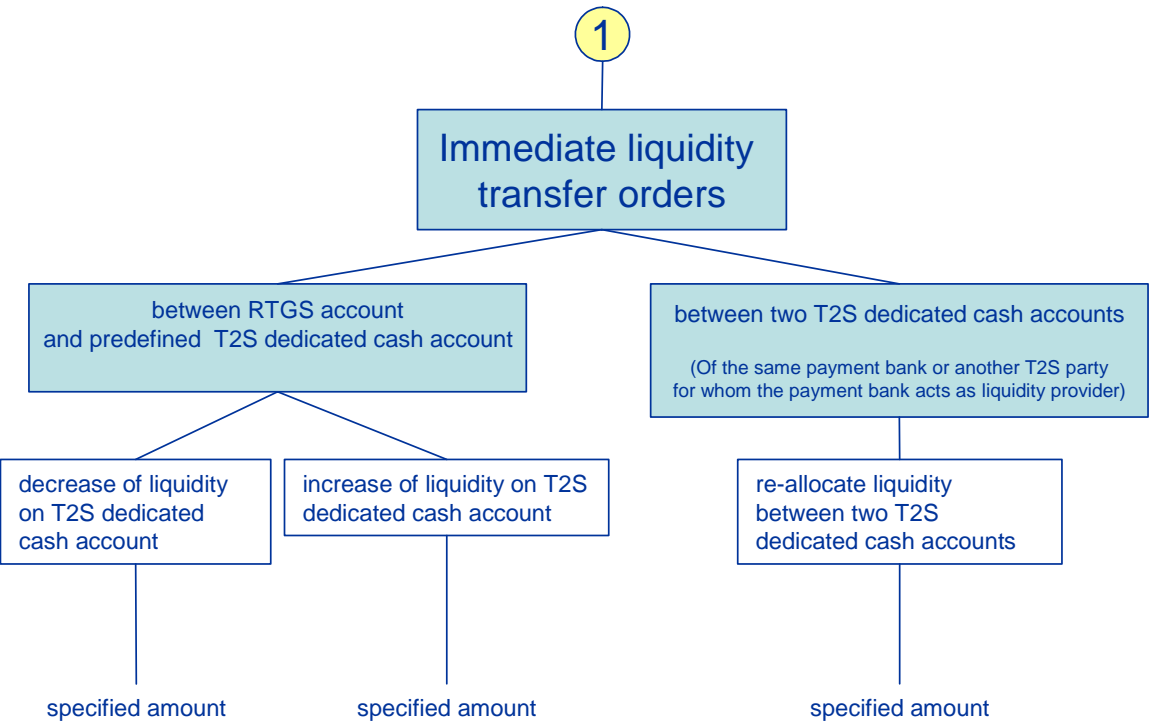 1
Immediate liquidity
transfer orders
between RTGS account
and predefined T2S dedicated cash account
between two T2S dedicated cash accounts
(Of the same payment bank or another T2S party
for whom the payment bank acts as liquidity provider)
decrease of liquidity
on T2S dedicated
cash account
increase of liquidity on T2S
dedicated cash account
re-allocate liquidity
between two T2S
dedicated cash accounts
specified amount
specified amount
specified amount